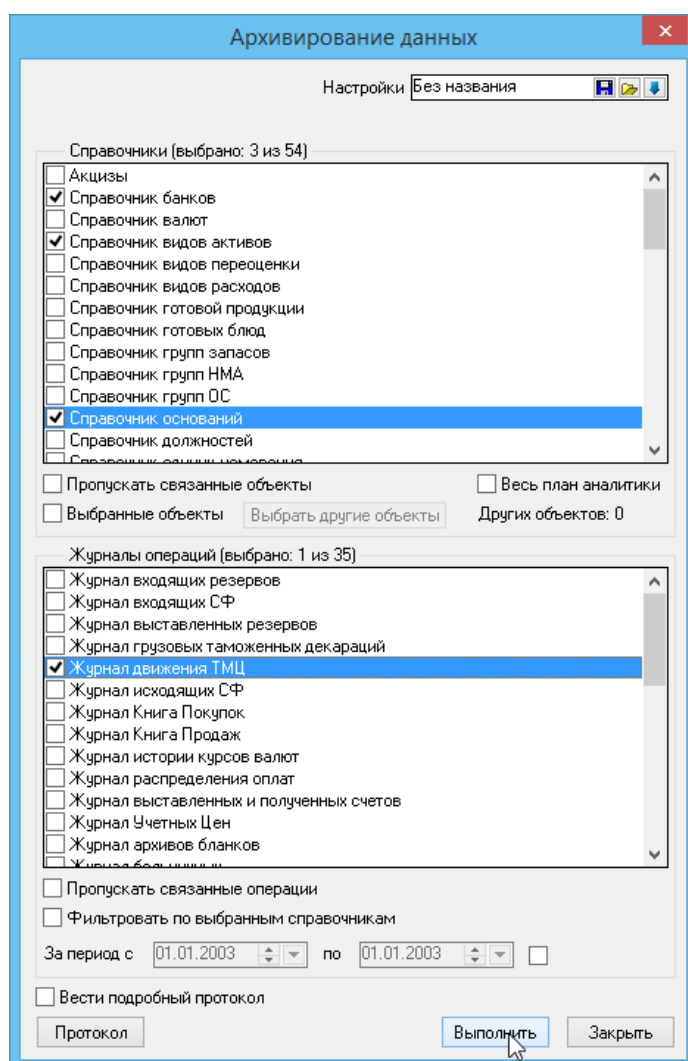 Архивирование данных
Настройки Без названия
Справочники (выбрано: 3 из 54)
Акцизы
Справочник банков
Справочник валют
Справочник видов активов
Справочник видов переоценки
Справочник видов расходов
Справочник готовой продукции
Справочник готовых блюд
Справочник групп запасов
Справочник групп НМА
Справочник групп ОС
Справочник оснований
Справочник должностей
Справочник единиц измерения
Пропускать связанные объекты Весь план аналитики
Выбранные объекты Выбрать другие объекты Других объектов: 0
Журналы операций (выбрано: 1 из 35)
Журнал входящих резервов
Журнал входящих СФ
Журнал выставленных резервов
Журнал грузовых таможенных декараций
Журнал движения ТМЦ
Журнал исходящих СФ
Журнал Книга Покупок
Журнал Книга Продаж
Журнал истории курсов валют
Журнал распределения оплат
Журнал выставленных и полученных счетов
Журнал Учетных Цен
Журнал архивов бланков
Журнал больничных
Пропускать связанные операции
Фильтровать по выбранным справочникам
За период с 01.01.2003 по 01.01.2003
Вести подробный протокол
Протокол Выполнить Закрыть